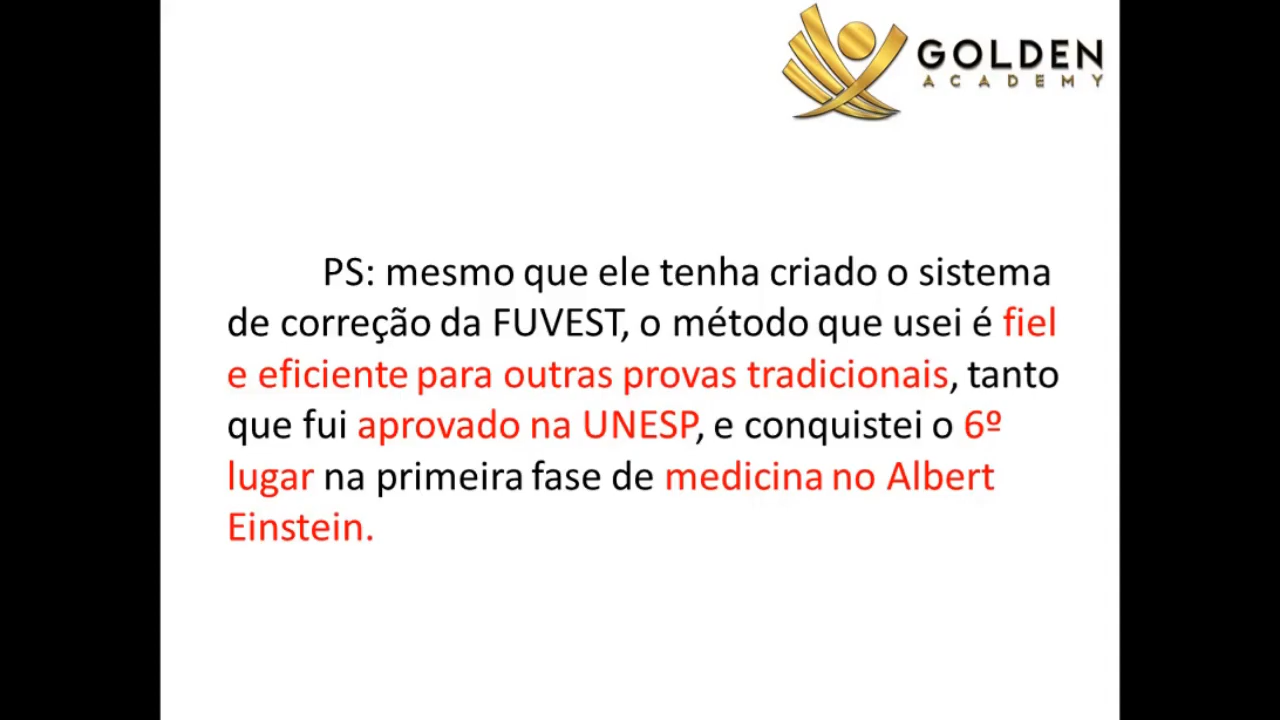 GOLDEN
ACADEMY
PS: mesmo que ele tenha criado o sistema
de correção da FUVEST, o método que usei é fiel
e eficiente para outras provas tradicionais, tanto
que fui aprovado na UNESP, e conquistei o 6º
lugar na primeira fase de medicina no Albert
Einstein.